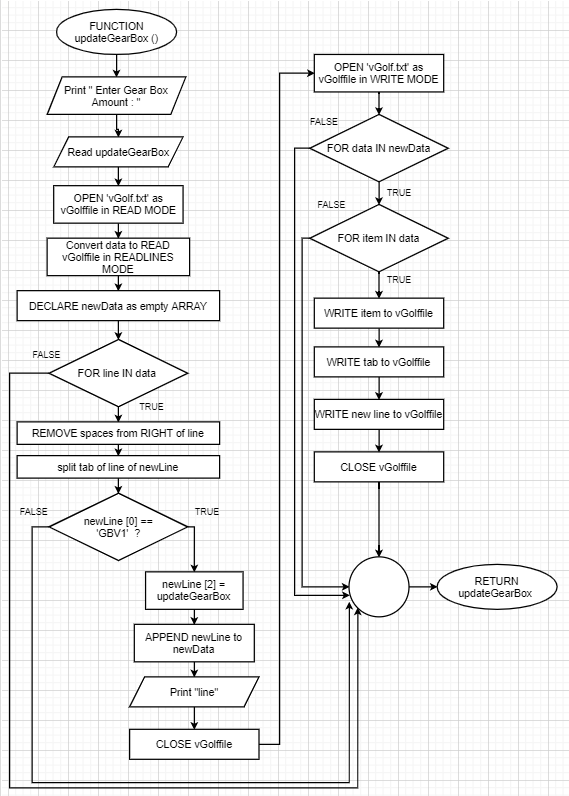 FUNCTION
updateGearBox ()
Print " Enter Gear Box
Amount : "
Read updateGearBox
OPEN 'vGolf.txt' as
vGolffile in READ MODE
Convert data to READ
vGolffile in READLINES
MODE
DECLARE newData as empty ARRAY
FALSE
FOR line IN data
TRUE
REMOVE spaces from RIGHT of line
split tab of line of newLine
FALSE
TRUE
newLine [0] ==
'GBV1' ?
newLine [2] =
updateGearBox
APPEND newLine to
newData
Print "line"
CLOSE vGolffile
OPEN 'vGolf.txt' as
vGolffile in WRITE MODE
FALSE
FOR data IN newData
TRUE
FALSE
FOR item IN data
TRUE
WRITE item to vGolffile
WRITE tab to vGolffile
WRITE new line to vGolffile
CLOSE vGolffile
RETURN
updateGearBox